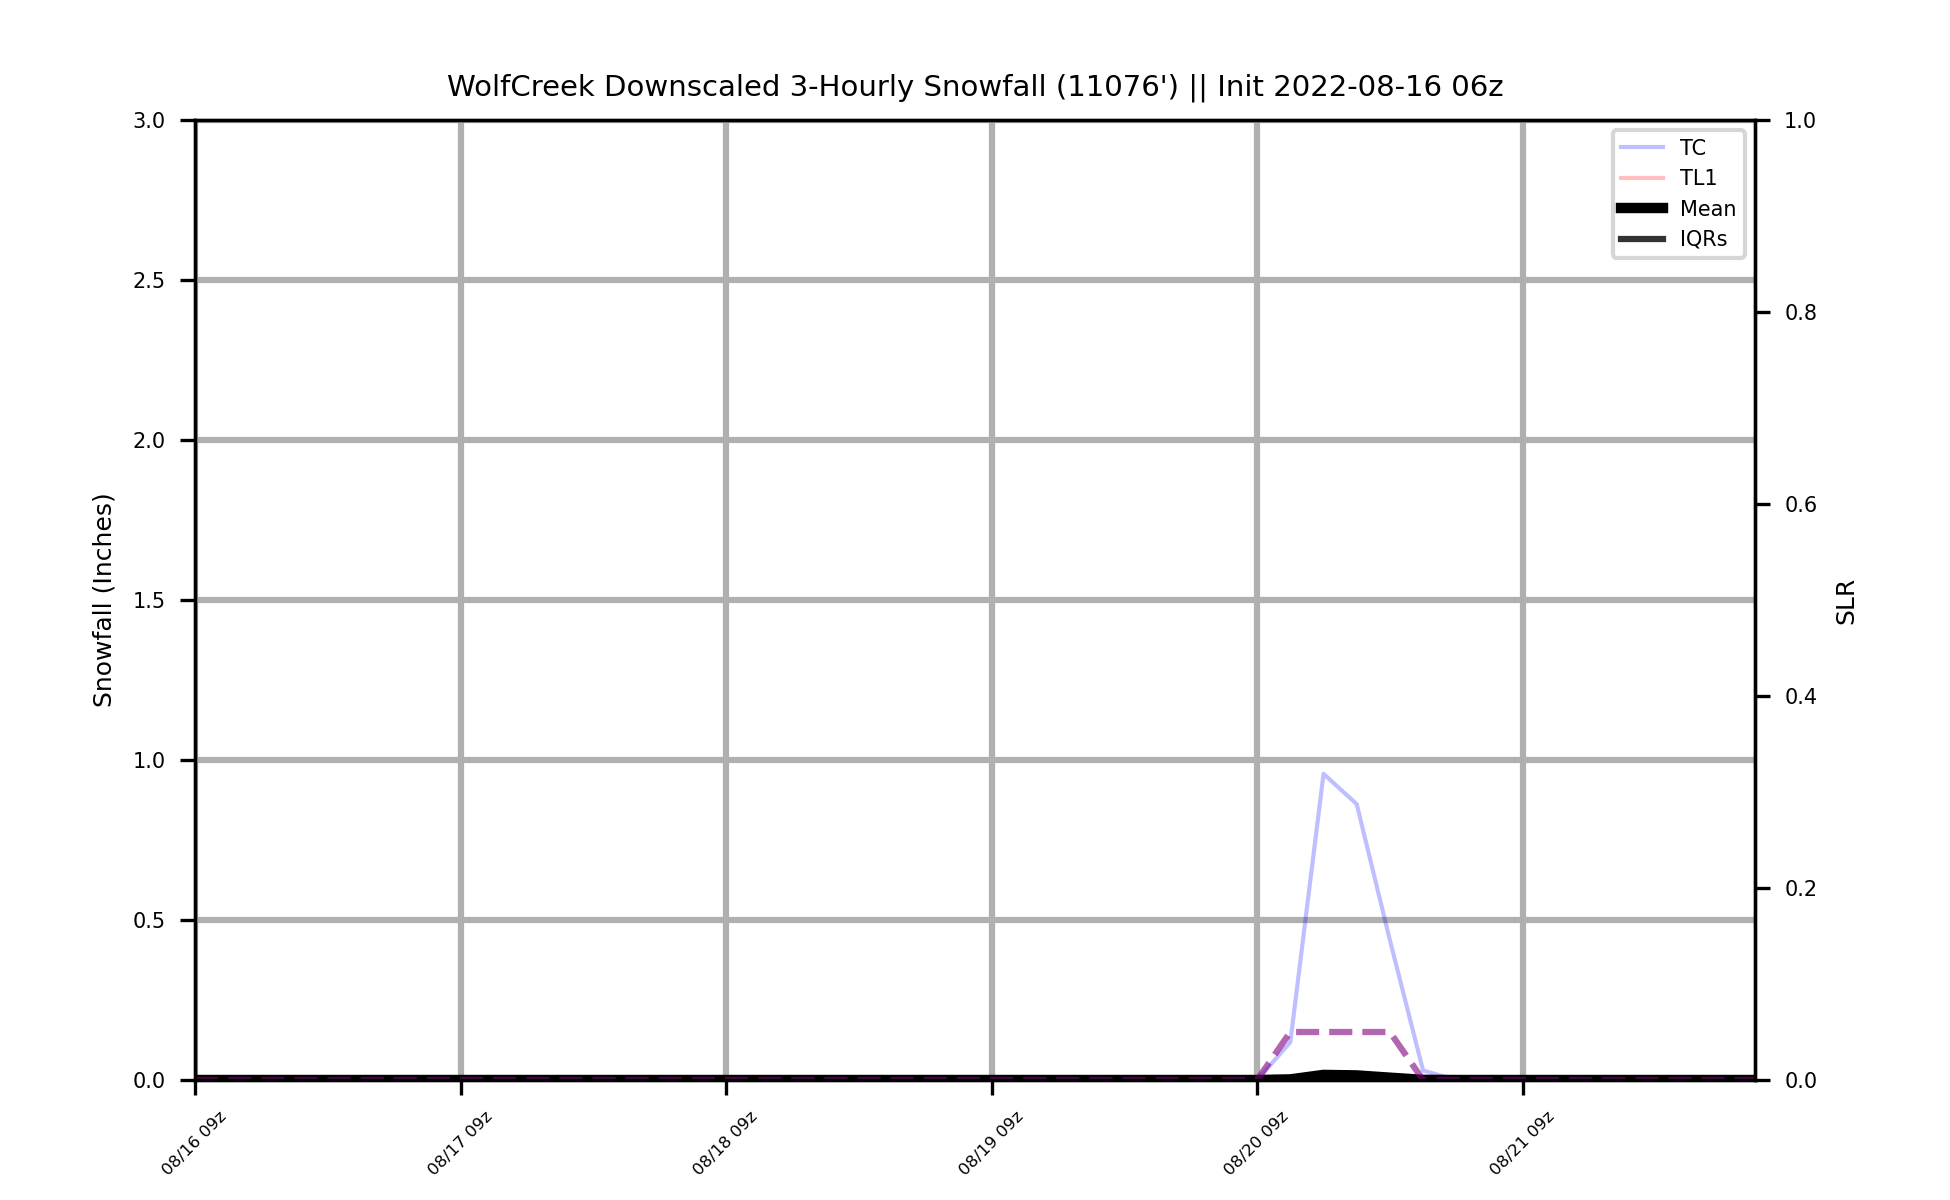 WolfCreek Downscaled 3-Hourly Snowfall (11076') || Init 2022-08-16 06z
3.0
2.5
2.0
1.5
1.0
0.5
0.0
Snowfall (Inches)
TC
TL1
Mean
IQRs
1.0
0.8
0.6
0.4
0.2
0.0
SLR
08/16 09z
08/17 09z
08/18 09z
08/19 09z
08/20 09z
08/21 09z